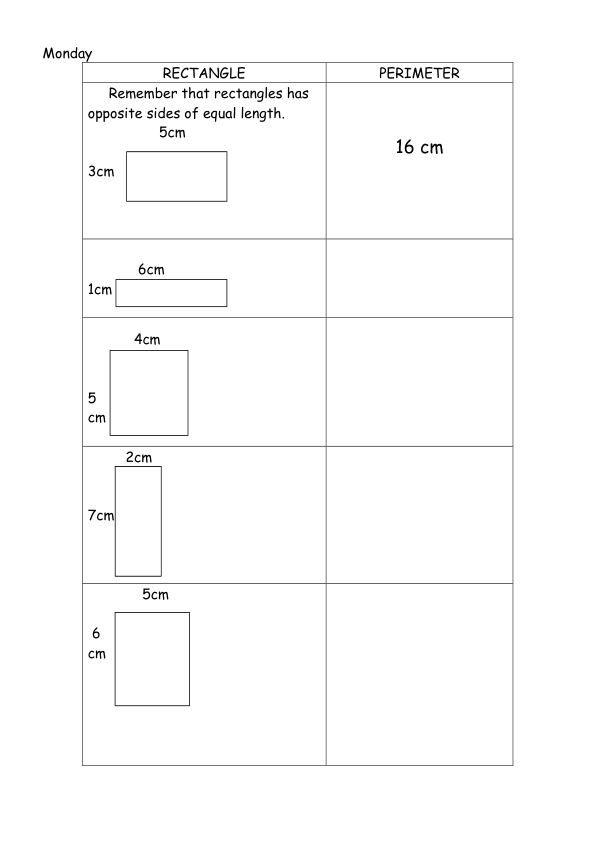 Monday
RECTANGLE
PERIMETER
Remember that rectangles has
opposite sides of equal length.
5cm
3cm
16 cm
6cm
1cm
4cm
5
cm
2cm
7cm
5cm
6
cm